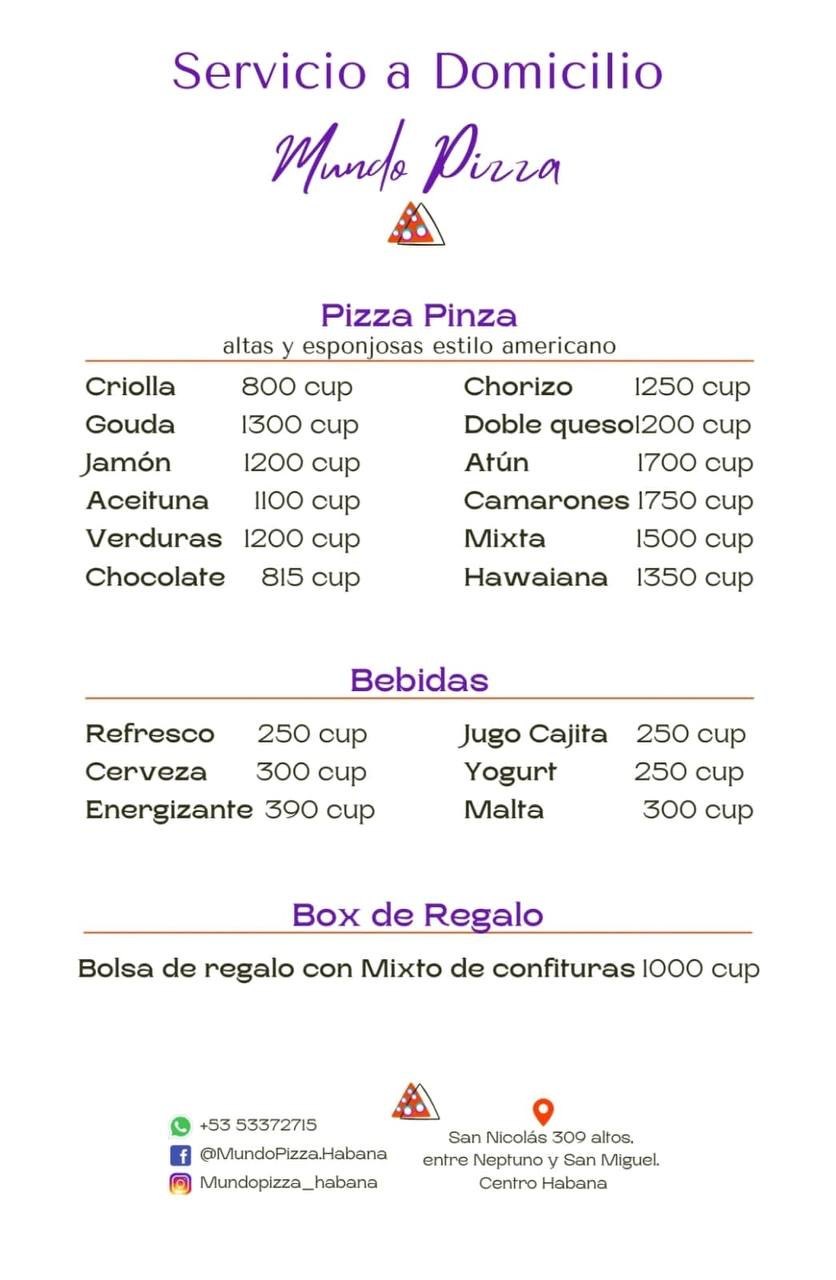 Servicio a Domicilio
Mundo Pizza
Pizza Pinza
altas y esponjosas estilo americano
Criolla 800 cup
Gouda 1300 cup
Jamón 1200 cup
Aceituna 1100 cup
Verduras 1200 cup
Chocolate 815 cup
Chorizo 1250 cup
Doble queso 1200 cup
Atún 1700 cup
Camarones 1750 cup
Mixta 1500 cup
Hawaiana 1350 cup
Bebidas
Refresco 250 cup
Cerveza 300 cup
Energizante 390 cup
Jugo Cajita 250 cup
Yogurt 250 cup
Malta 300 cup
Box de Regalo
Bolsa de regalo con Mixto de confituras 1000 cup
+53 53372715
@MundoPizza.Habana
Mundopizza_habana
San Nicolás 309 altos,
entre Neptuno y San Miguel.
Centro Habana